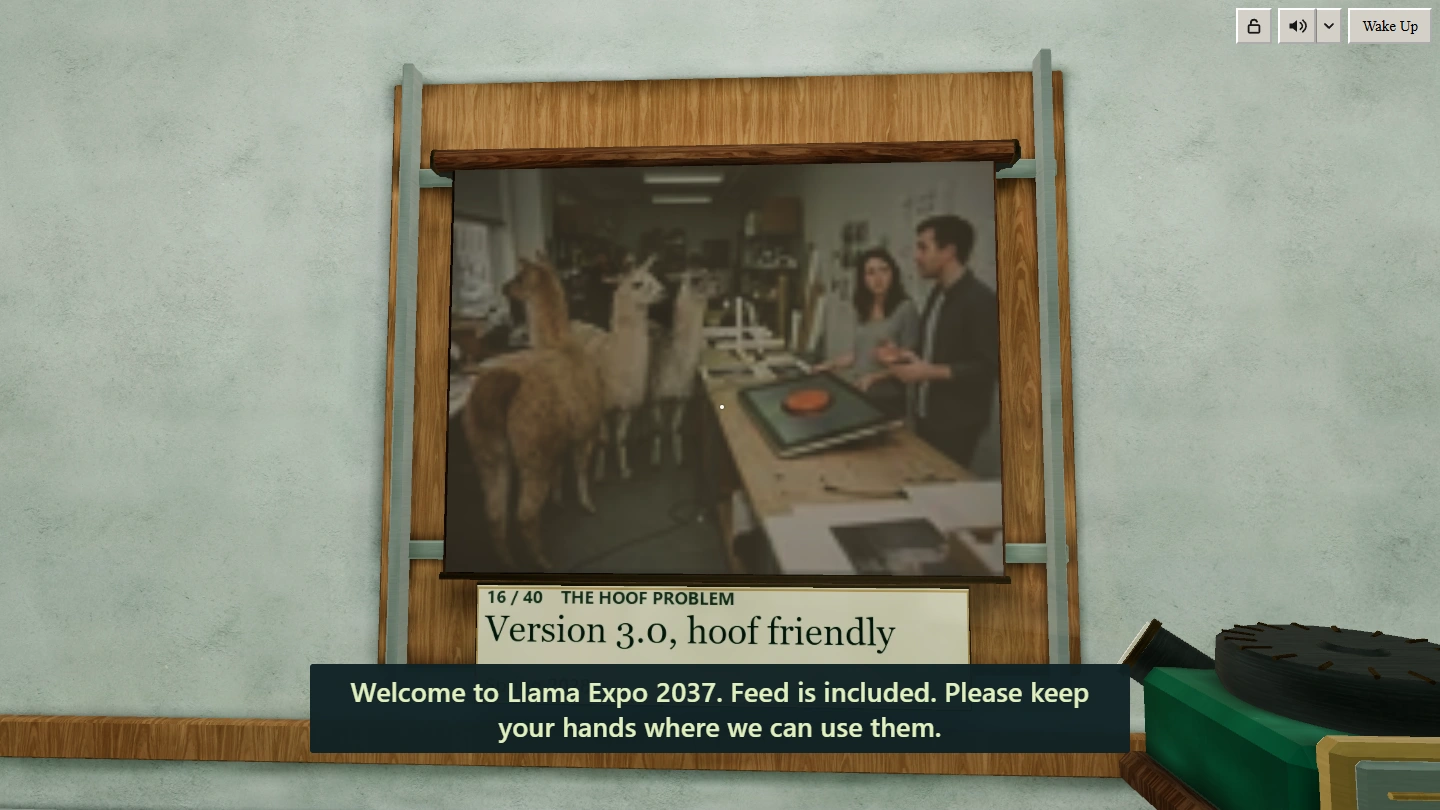 Wake Up
16 / 40 THE HOOF PROBLEM
Version 3.0, hoof friendly
Welcome to Llama Expo 2037. Feed is included. Please keep
your hands where we can use them.